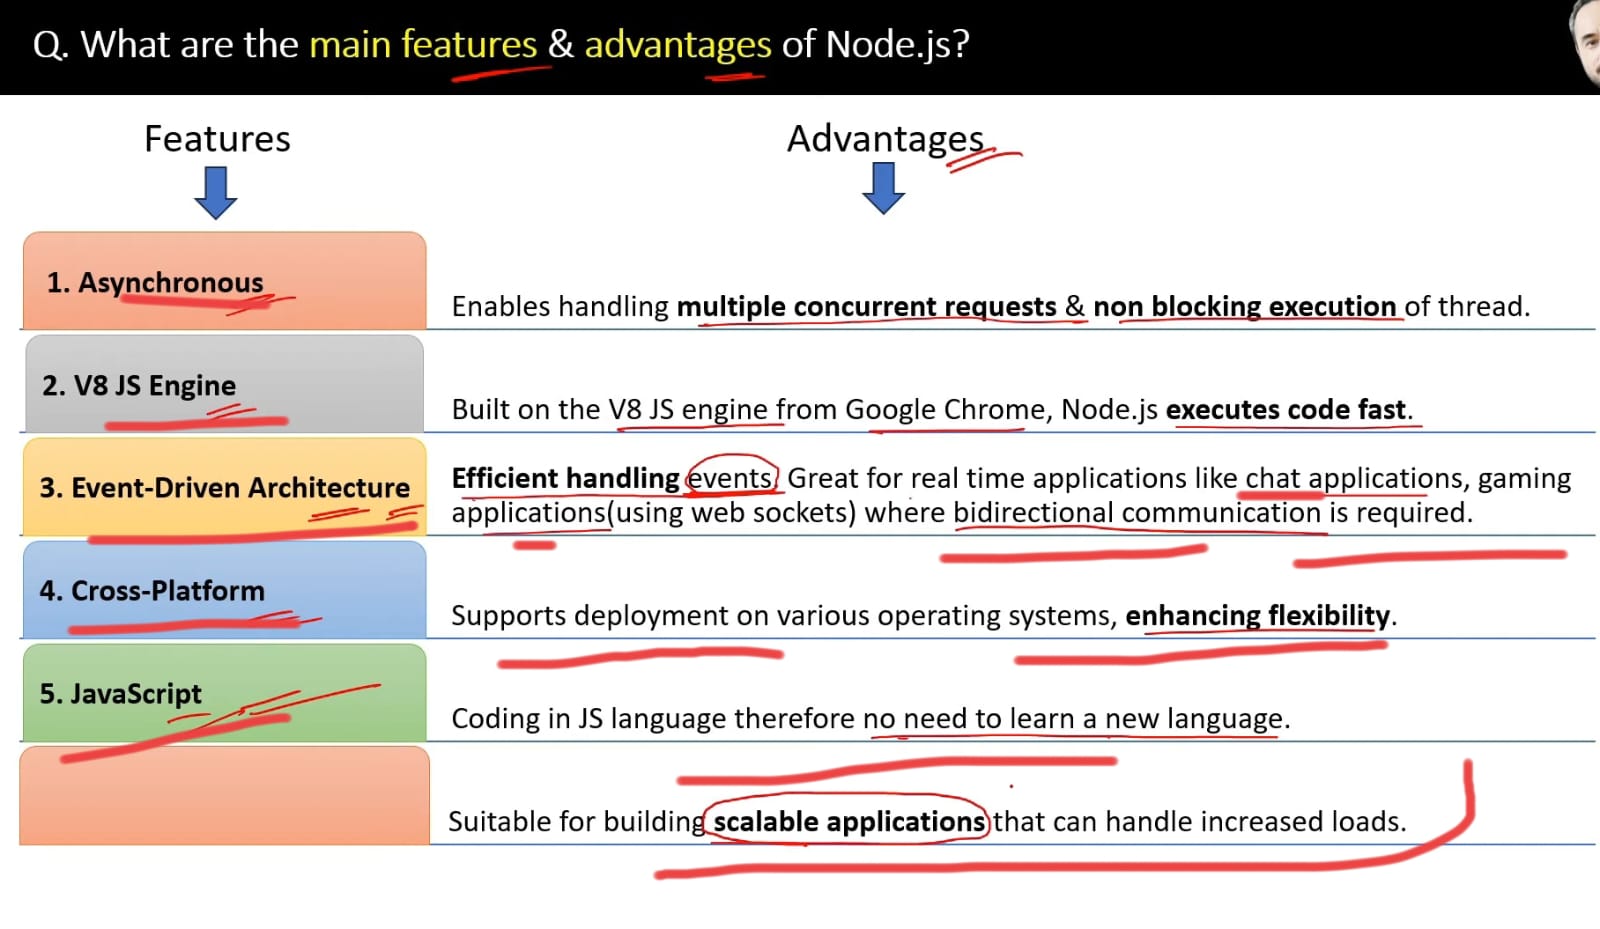 Q. What are the main features & advantages of Node.js?
Features
Advantages
1. Asynchronous
Enables handling multiple concurrent requests & non blocking execution of thread.
2. V8 JS Engine
Built on the V8 JS engine from Google Chrome, Node.js executes code fast.
3. Event-Driven Architecture
Efficient handling events. Great for real time applications like chat applications, gaming
applications(using web sockets) where bidirectional communication is required.
4. Cross-Platform
Supports deployment on various operating systems, enhancing flexibility.
5. JavaScript
Coding in JS language therefore no need to learn a new language.
Suitable for building scalable applications that can handle increased loads.